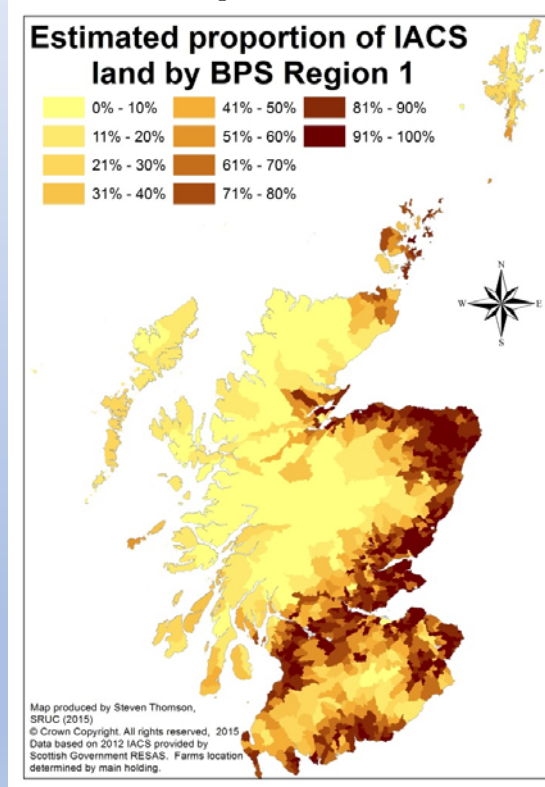 Estimated proportion of IACS
land by BPS Region 1
0% - 10%
41% - 50%
81% - 90%
11% - 20%
51% - 60%
91% - 100%
21% - 30%
61% - 70%
31% - 40%
71% - 80%
N
W
E
S
Map produced by Steven Thomson,
SRUC (2015)
© Crown Copyright. All rights reserved, 2015
Data based on 2012 IACS provided by
Scottish Government RESAS. Farms location
determined by main holding.